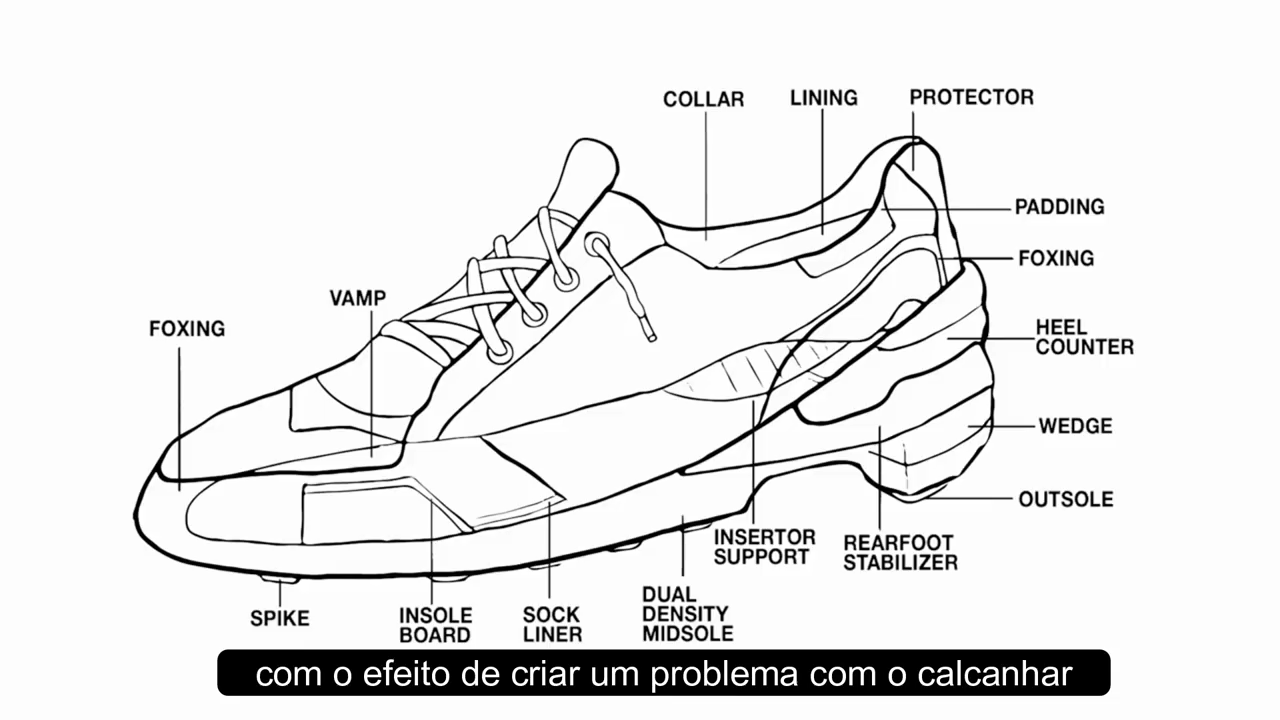 COLLAR
LINING
PROTECTOR
PADDING
FOXING
VAMP
FOXING
HEEL
COUNTER
WEDGE
OUTSOLE
INSERTOR
SUPPORT
REARFOOT
STABILIZER
SPIKE
INSOLE
BOARD
SOCK
LINER
DUAL
DENSITY
MIDSOLE
com o efeito de criar um problema com o calcanhar